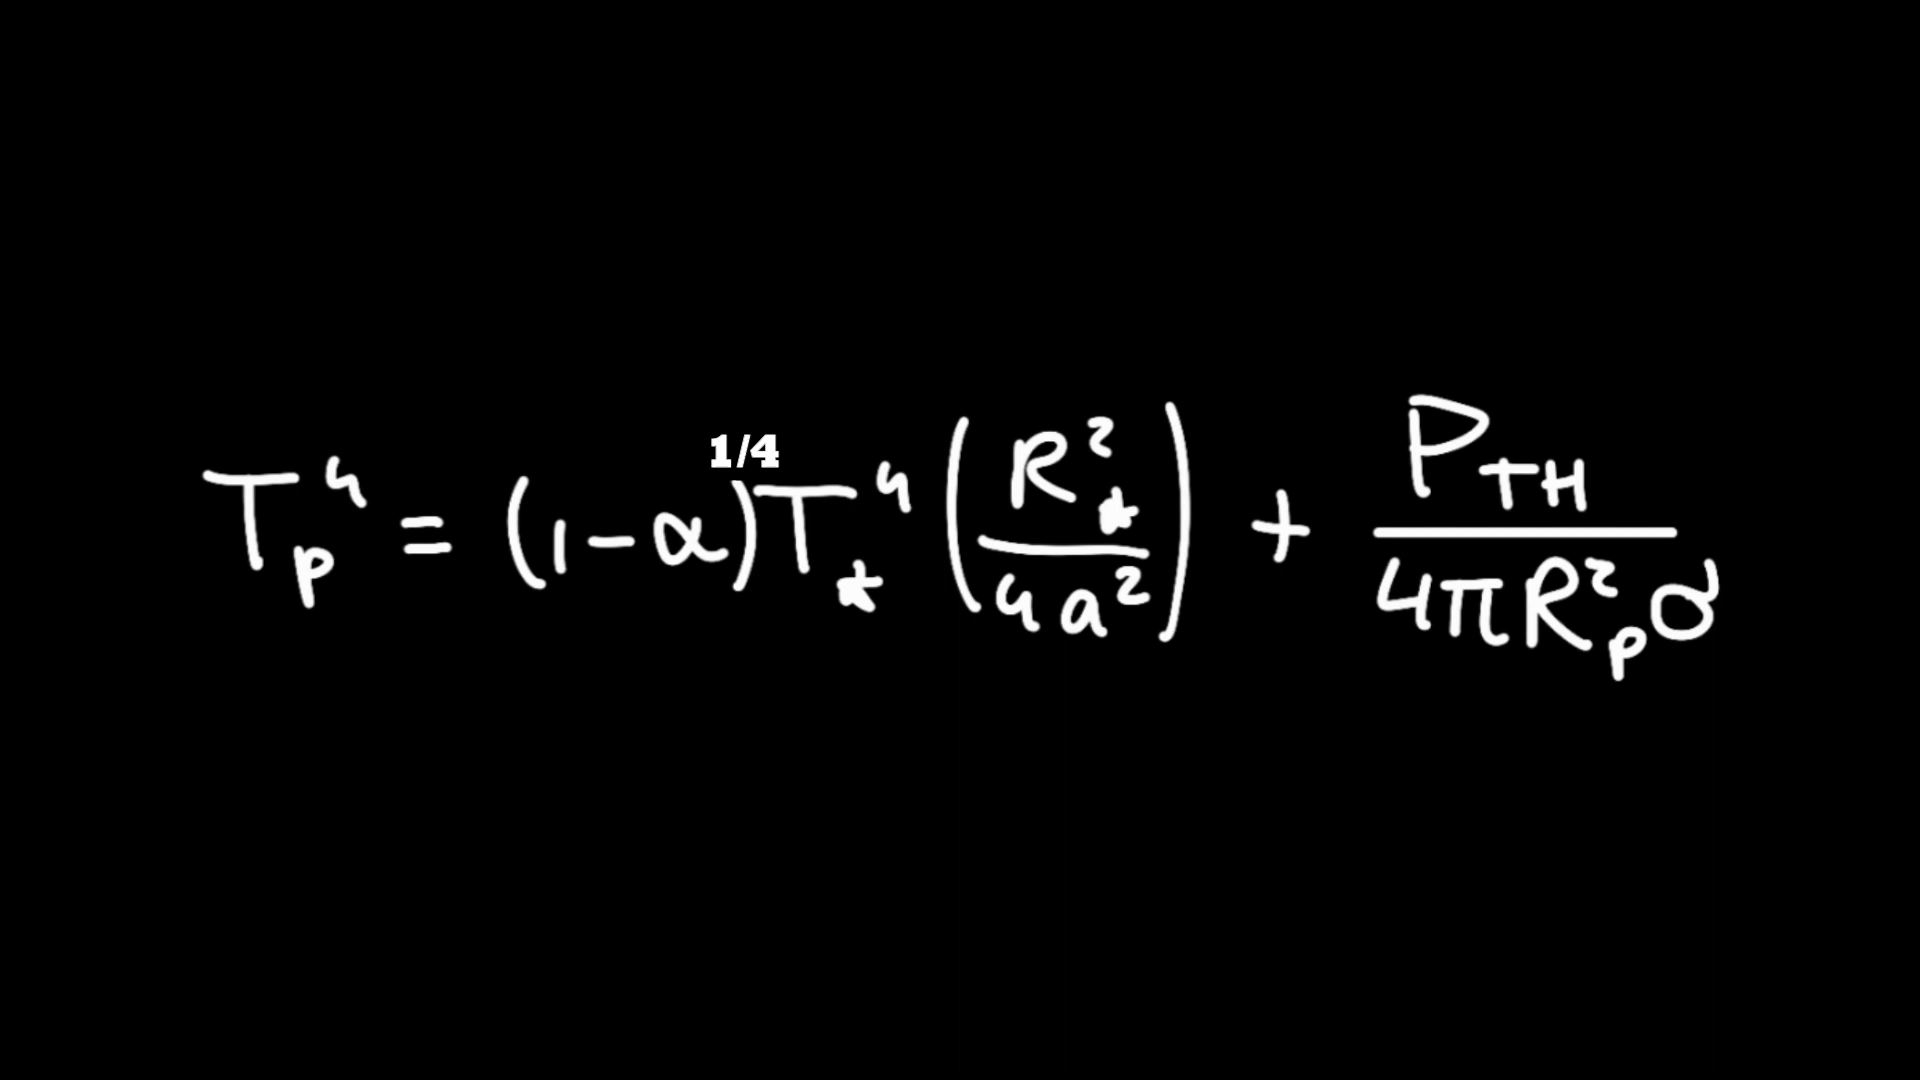 T_p^4 = (1-α)^{1/4} T_★^4 (R_★^2 / 4a^2) + P_TH / 4πR_p^2σ